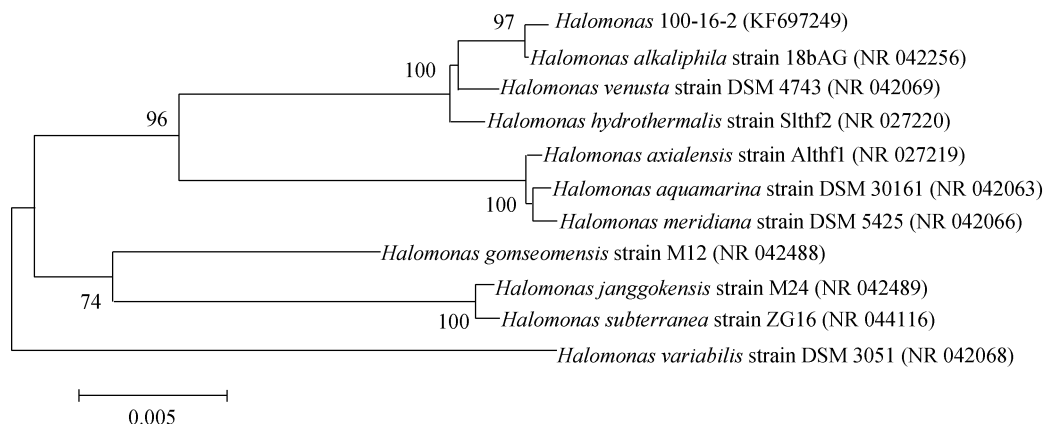 97
Halomonas 100-16-2 (KF697249)
Halomonas alkaliphila strain 18bAG (NR 042256)
100
Halomonas venusta strain DSM 4743 (NR 042069)
96
Halomonas hydrothermalis strain Slthf2 (NR 027220)
Halomonas axialensis strain Althf1 (NR 027219)
Halomonas aquamarina strain DSM 30161 (NR 042063)
100
Halomonas meridiana strain DSM 5425 (NR 042066)
Halomonas gomseomensis strain M12 (NR 042488)
74
Halomonas janggokensis strain M24 (NR 042489)
100
Halomonas subterranea strain ZG16 (NR 044116)
Halomonas variabilis strain DSM 3051 (NR 042068)
0.005